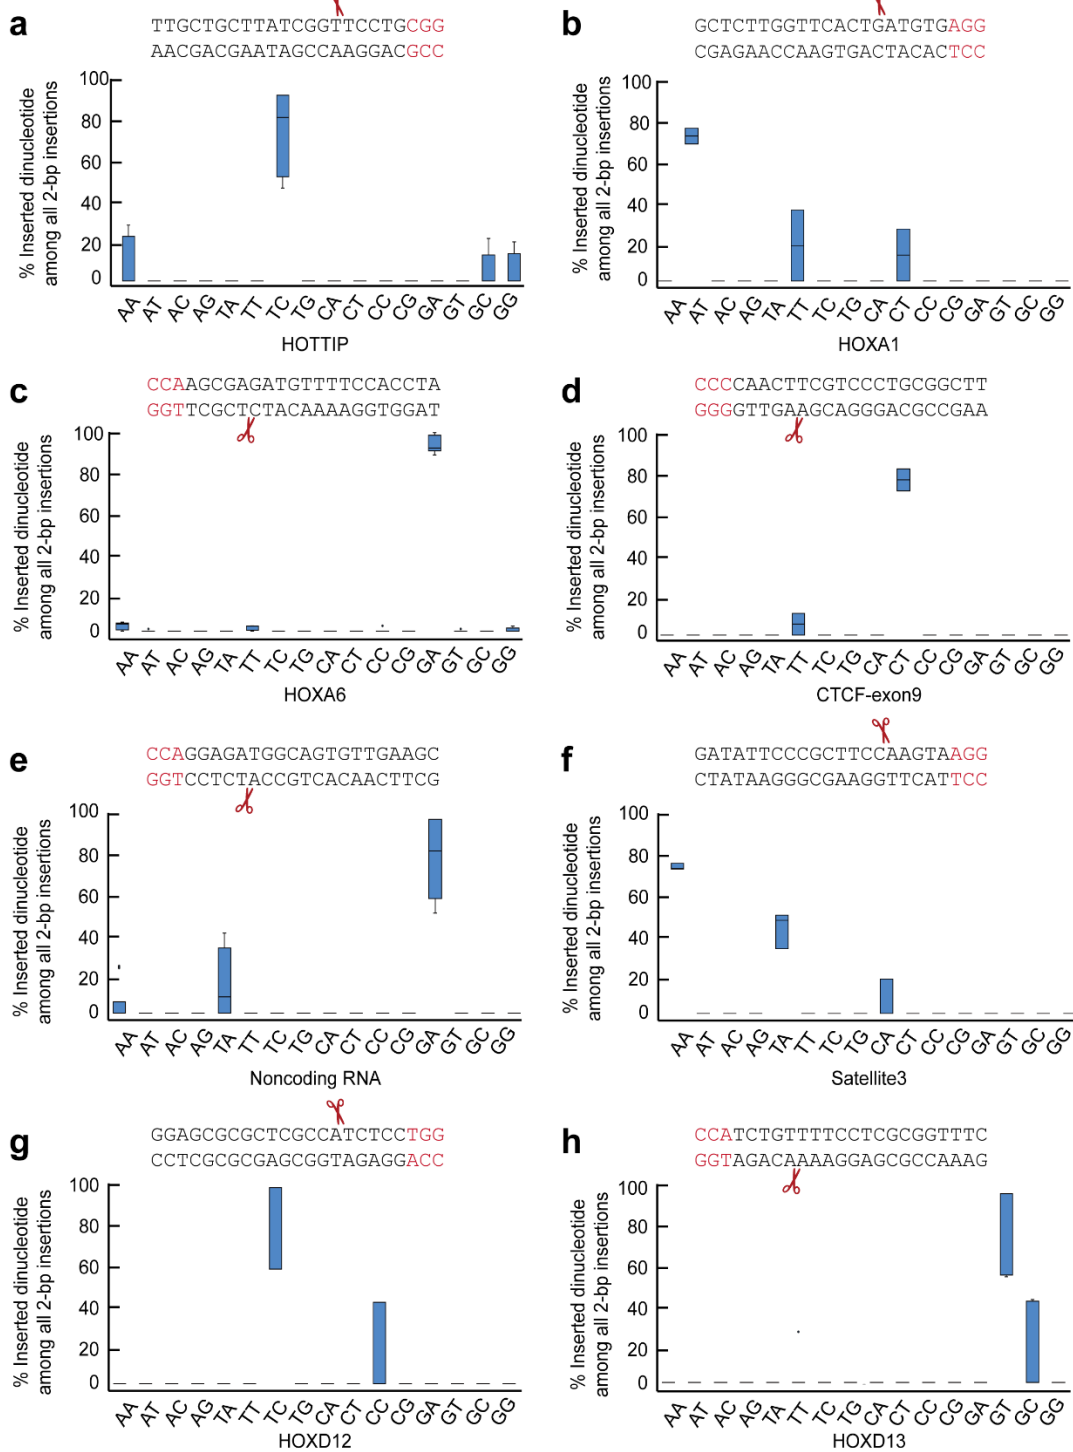 a
TTGCTGCTTATCGGTTCCTGCGG
AACGACGAATAGCCAAGGACGCC
% Inserted dinucleotide
among all 2-bp insertions
100
80
60
40
20
0
AA AT AC AG TA TT TC TG CA CT CC CG GA GT GC GG
HOTTIP
b
GCTCTTGGTTCACTGATGTGAGG
CGAGAACCAAGTGACTACACTCC
% Inserted dinucleotide
among all 2-bp insertions
100
80
60
40
20
0
AA AT AC AG TA TT TC TG CA CT CC CG GA GT GC GG
HOXA1
c
CCAAGCGAGATGTTTTCCACCTA
GGTTCGCTCTACAAAAGGTGGAT
% Inserted dinucleotide
among all 2-bp insertions
100
80
60
40
20
0
AA AT AC AG TA TT TC TG CA CT CC CG GA GT GC GG
HOXA6
d
CCCCAACTTCGTCCCTGCGGCTT
GGGGTTGAAGCAGGGACGCCGAA
% Inserted dinucleotide
among all 2-bp insertions
100
80
60
40
20
0
AA AT AC AG TA TT TC TG CA CT CC CG GA GT GC GG
CTCF-exon9
e
CCAGGAGATGGCAGTGTTGAAGC
GGTCCTCTACCGTCACAACTTCG
% Inserted dinucleotide
among all 2-bp insertions
100
80
60
40
20
0
AA AT AC AG TA TT TC TG CA CT CC CG GA GT GC GG
Noncoding RNA
f
GATATTCCCGCTTCCAAGTAAGG
CTATAAGGGCGAAGGTTCATTCC
% Inserted dinucleotide
among all 2-bp insertions
100
80
60
40
20
0
AA AT AC AG TA TT TC TG CA CT CC CG GA GT GC GG
Satellite3
g
GGAGCGCGCTCGCCATCTCCTGG
CCTCGCGCGAGCGGTAGAGGACC
% Inserted dinucleotide
among all 2-bp insertions
100
80
60
40
20
0
AA AT AC AG TA TT TC TG CA CT CC CG GA GT GC GG
HOXD12
h
CCATCTGTTTTCCTCGCGGTTTC
GGTAGACAAAAGGAGCGCCAAAG
% Inserted dinucleotide
among all 2-bp insertions
100
80
60
40
20
0
AA AT AC AG TA TT TC TG CA CT CC CG GA GT GC GG
HOXD13